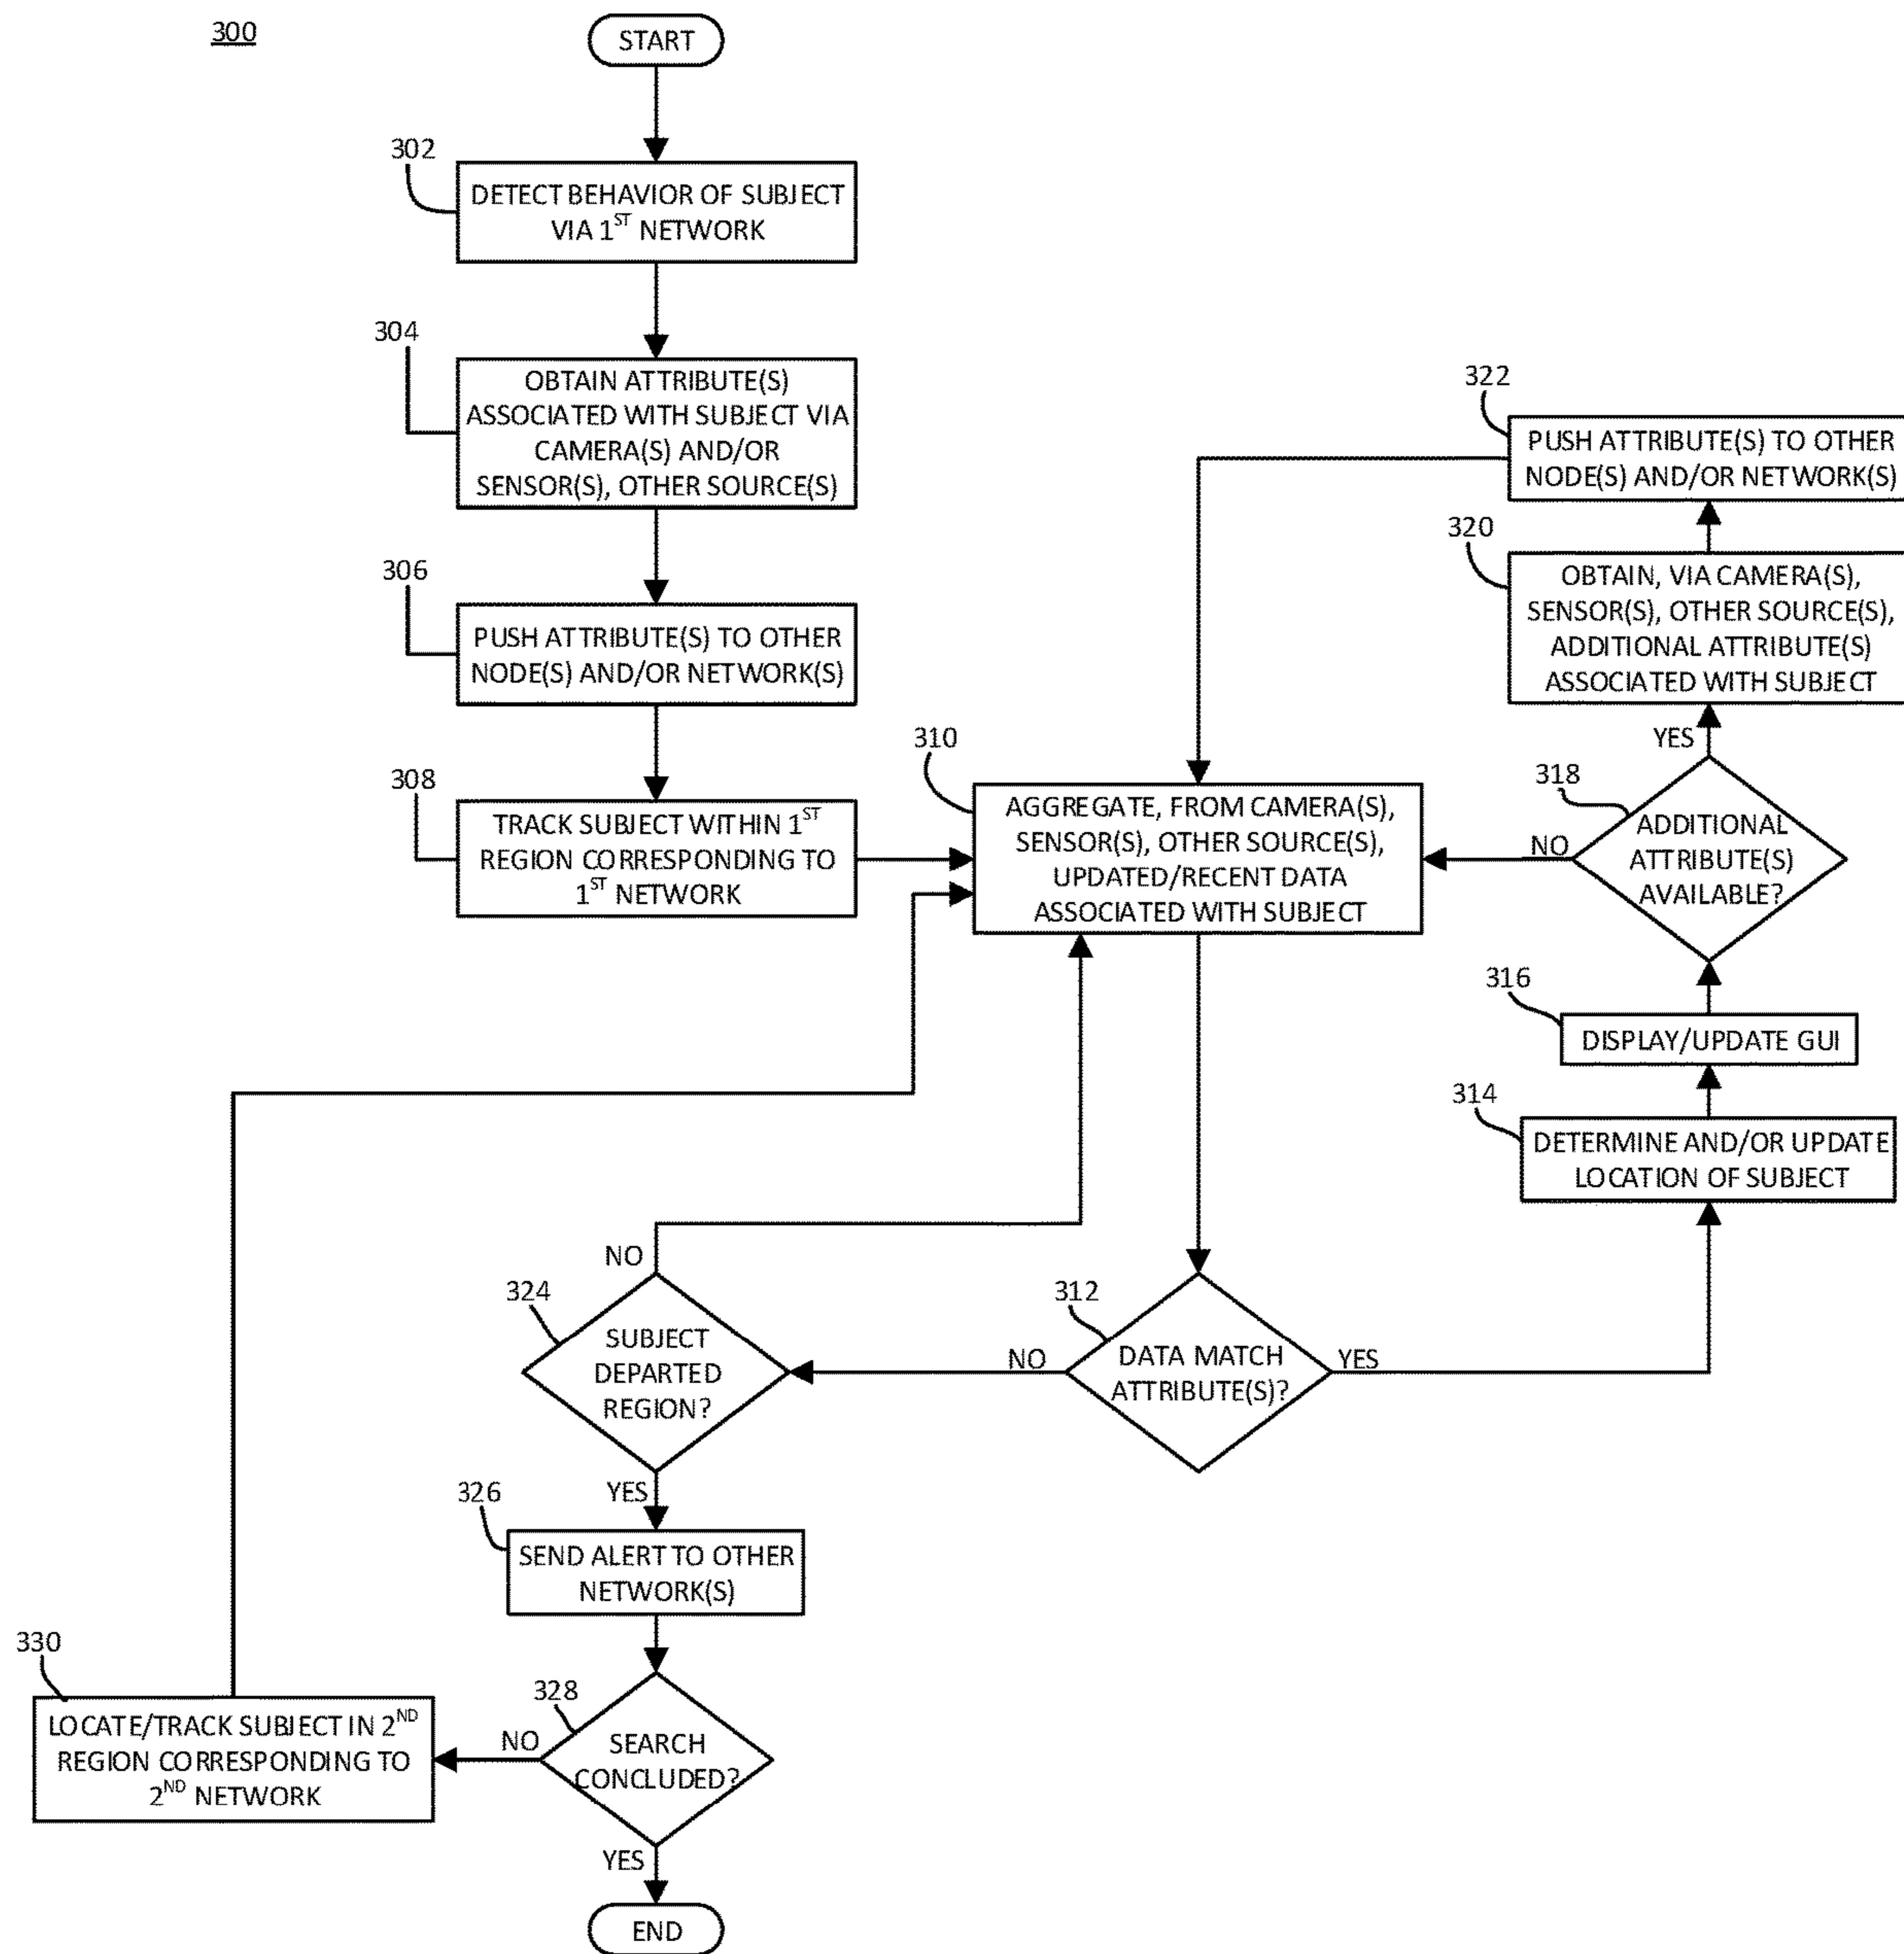 300
START
302
DETECT BEHAVIOR OF SUBJECT
VIA 1ST NETWORK
304
OBTAIN ATTRIBUTE(S)
ASSOCIATED WITH SUBJECT VIA
CAMERA(S) AND/OR
SENSOR(S), OTHER SOURCE(S)
306
PUSH ATTRIBUTE(S) TO OTHER
NODE(S) AND/OR NETWORK(S)
308
TRACK SUBJECT WITHIN 1ST
REGION CORRESPONDING TO
1ST NETWORK
310
AGGREGATE, FROM CAMERA(S),
SENSOR(S), OTHER SOURCE(S),
UPDATED/RECENT DATA
ASSOCIATED WITH SUBJECT
322
PUSH ATTRIBUTE(S) TO OTHER
NODE(S) AND/OR NETWORK(S)
320
OBTAIN, VIA CAMERA(S),
SENSOR(S), OTHER SOURCE(S),
ADDITIONAL ATTRIBUTE(S)
ASSOCIATED WITH SUBJECT
YES
318
NO
ADDITIONAL
ATTRIBUTE(S)
AVAILABLE?
316
DISPLAY/UPDATE GUI
314
DETERMINE AND/OR UPDATE
LOCATION OF SUBJECT
312
DATA MATCH
ATTRIBUTE(S)?
YES
NO
NO
324
SUBJECT
DEPARTED
REGION?
YES
326
SEND ALERT TO OTHER
NETWORK(S)
328
SEARCH
CONCLUDED?
NO
330
LOCATE/TRACK SUBJECT IN 2ND
REGION CORRESPONDING TO
2ND NETWORK
YES
END